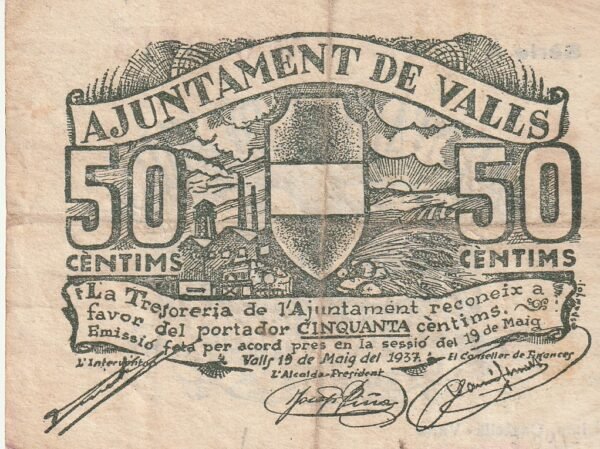 AJUNTAMENT DE VALLS
50 50
CÈNTIMS CÈNTIMS
La Tresoreria de l'Ajuntament reconeix a
favor del portador CINQUANTA cèntims.
Emissió feta per acord pres en la sessió del 19 de Maig
Valls 19 de Maig del 1937.
L'Interventor El Conseller de Finances
L'Alcalde-President